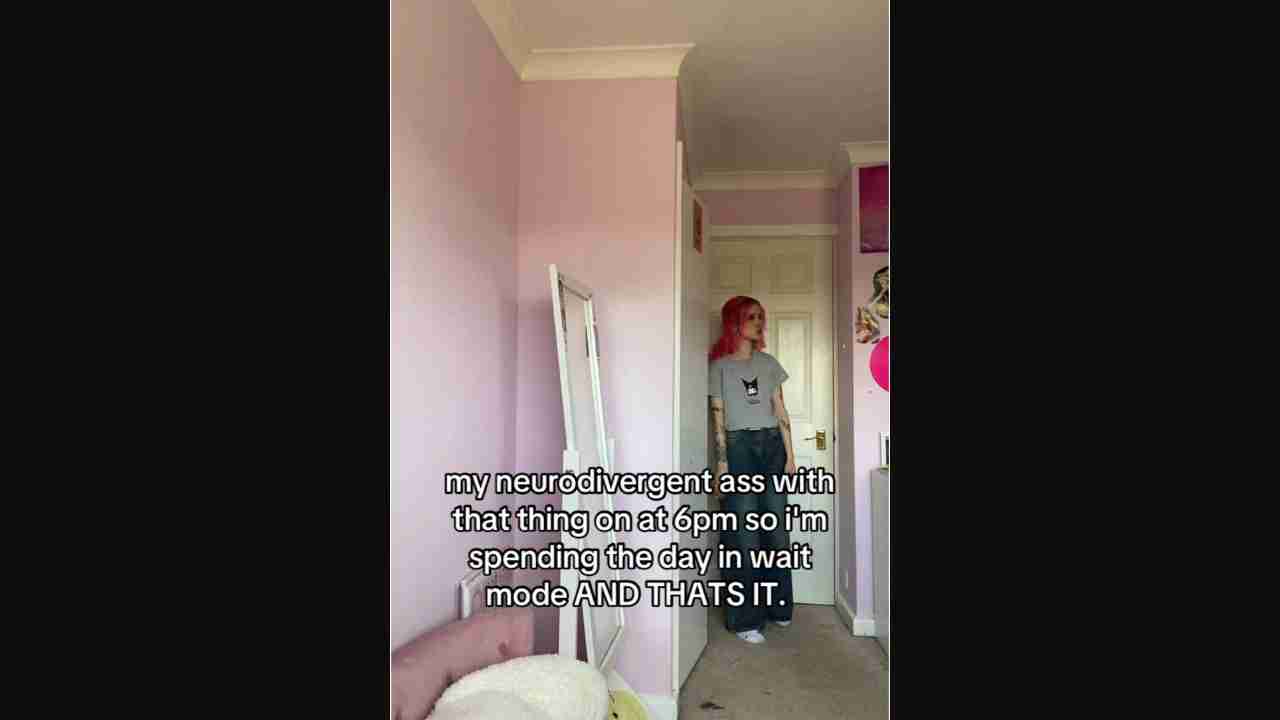 my neurodivergent ass with
that thing on at 6pm so i'm
spending the day in wait
mode AND THATS IT.